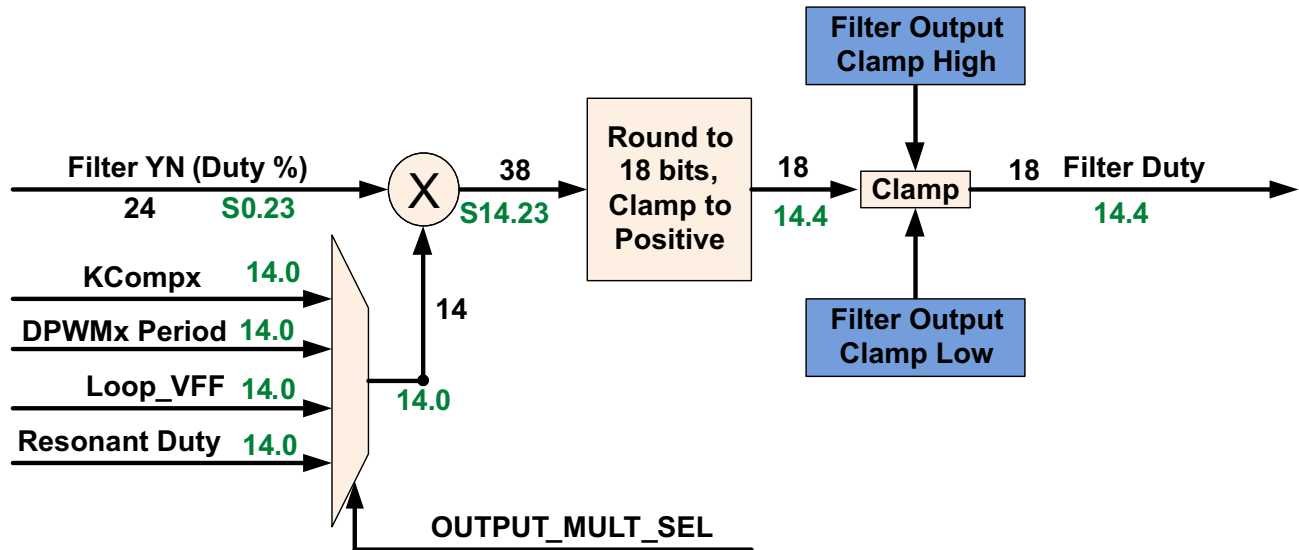 Filter Output
Clamp High
Filter YN (Duty %)
24
S0.23
X
38
S14.23
Round to
18 bits,
Clamp to
Positive
18
14.4
Clamp
18
Filter Duty
14.4
KCompx
14.0
DPWMx Period
14.0
Loop_VFF
14.0
Resonant Duty
14.0
14
14.0
Filter Output
Clamp Low
OUTPUT_MULT_SEL